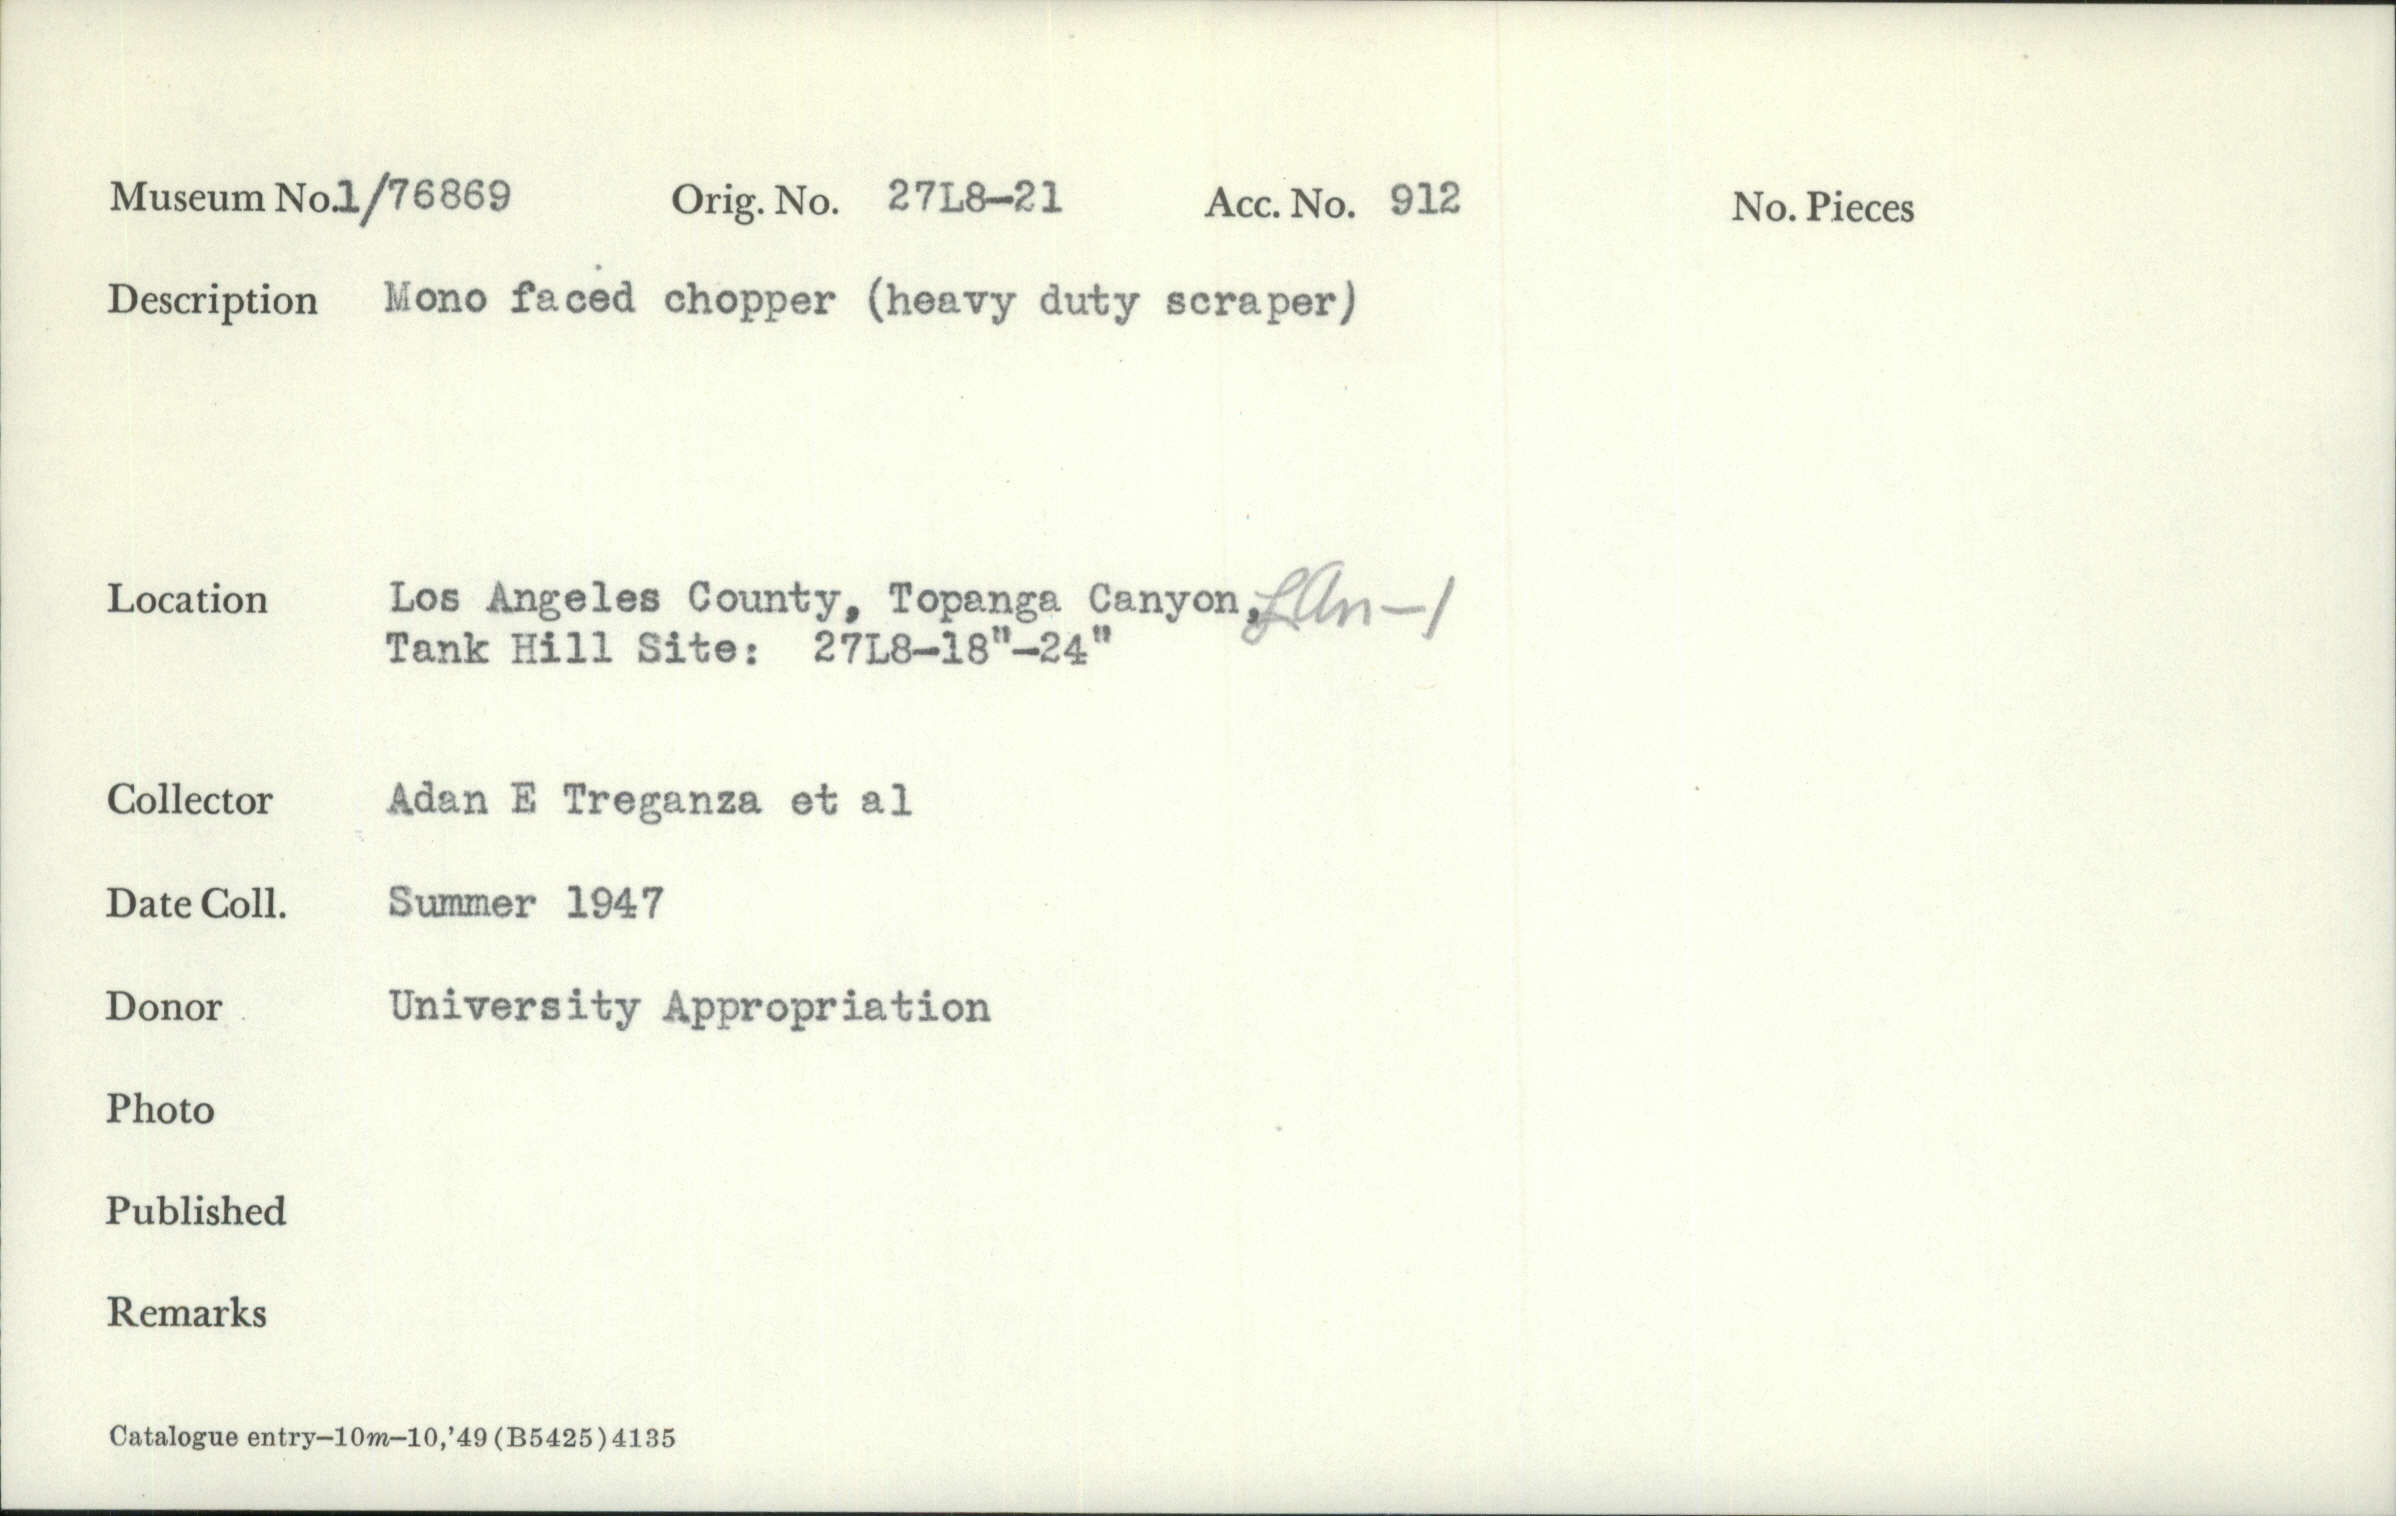 Museum No.1/76869 Orig. No. 27L8-21 Acc. No. 912 No. Pieces
Description Mono faced chopper (heavy duty scraper)
Location Los Angeles County, Topanga Canyon, LAn-1
Tank Hill Site: 27L8-18"-24"
Collector Adan E Treganza et al
Date Coll. Summer 1947
Donor University Appropriation
Photo
Published
Remarks
Catalogue entry—10m—10,'49 (B5425) 4135